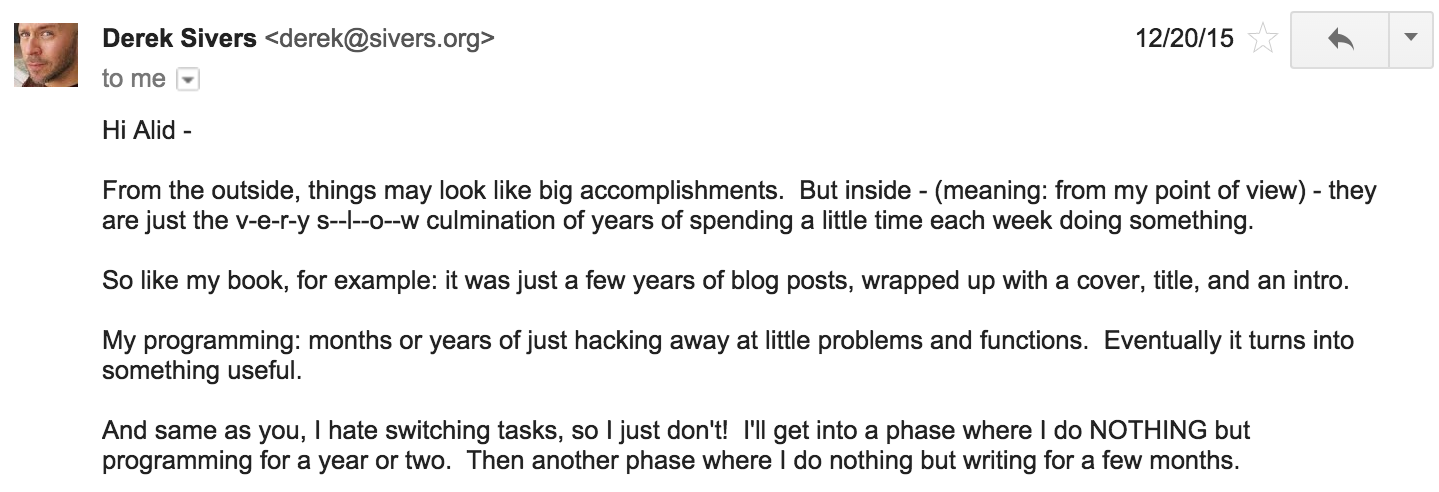 Derek Sivers <derek@sivers.org> 12/20/15
to me
Hi Alid -
From the outside, things may look like big accomplishments.  But inside - (meaning: from my point of view) - they
are just the v-e-r-y s--l--o--w culmination of years of spending a little time each week doing something.
So like my book, for example: it was just a few years of blog posts, wrapped up with a cover, title, and an intro.
My programming: months or years of just hacking away at little problems and functions.  Eventually it turns into
something useful.
And same as you, I hate switching tasks, so I just don't!  I'll get into a phase where I do NOTHING but
programming for a year or two.  Then another phase where I do nothing but writing for a few months.